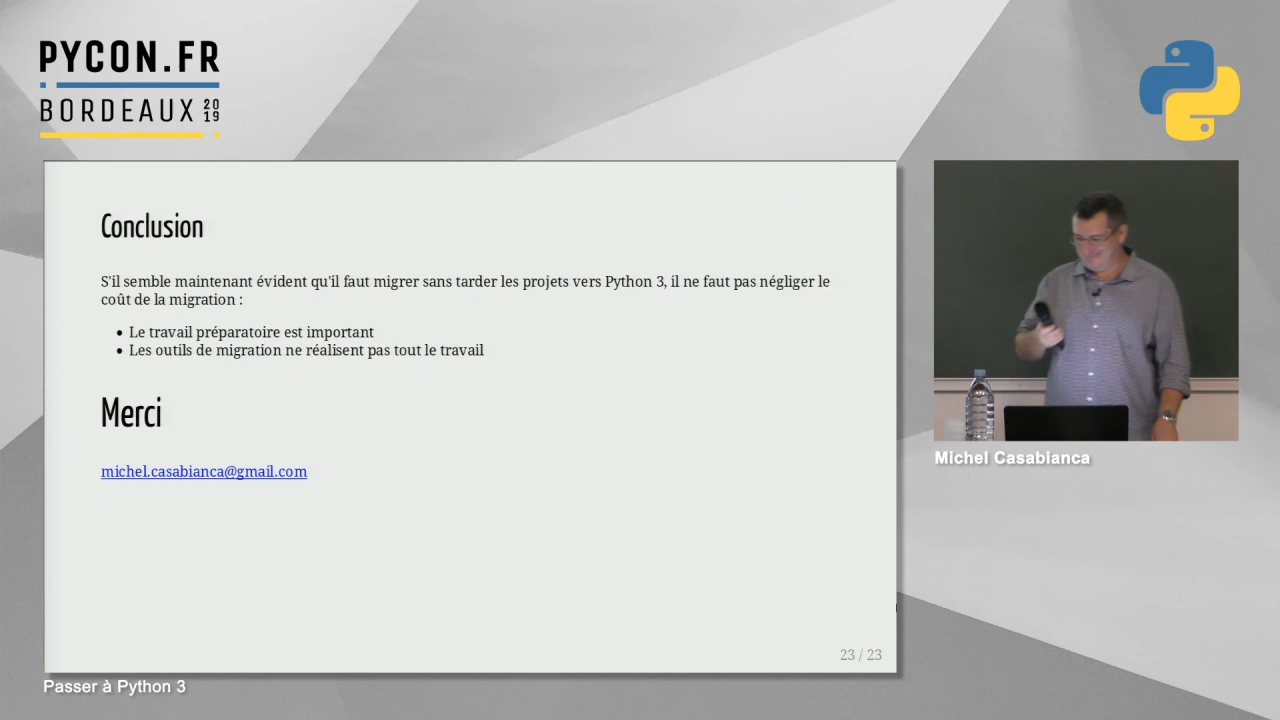 PYCON.FR
BORDEAUX 2019
Conclusion
S'il semble maintenant évident qu'il faut migrer sans tarder les projets vers Python 3, il ne faut pas négliger le
coût de la migration :
• Le travail préparatoire est important
• Les outils de migration ne réalisent pas tout le travail
Merci
michel.casabianca@gmail.com
23 / 23
Michel Casabianca
Passer à Python 3